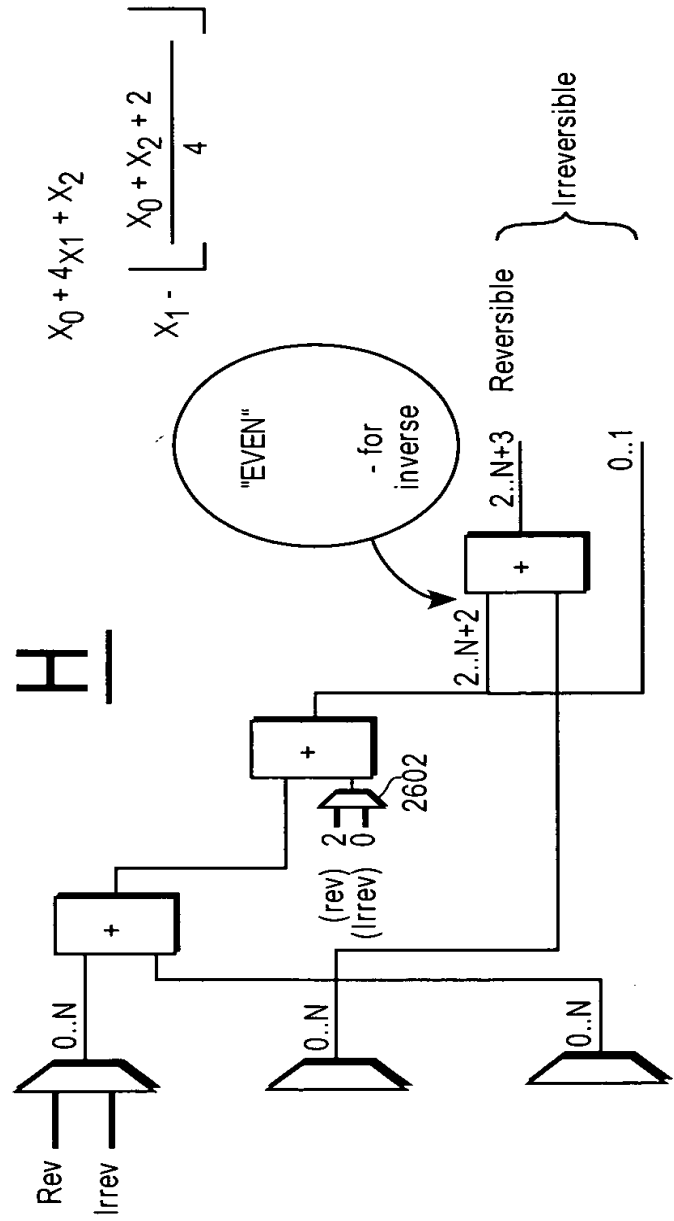 H
X0 + 4X1 + X2
X1 -
X0 + X2 + 2
4
"EVEN"
- for
inverse
Rev
Irrev
0..N
0..N
0..N
+
+
2
0
(rev)
(Irrev)
2602
2..N+2
+
2..N+3
0..1
Reversible
Irreversible